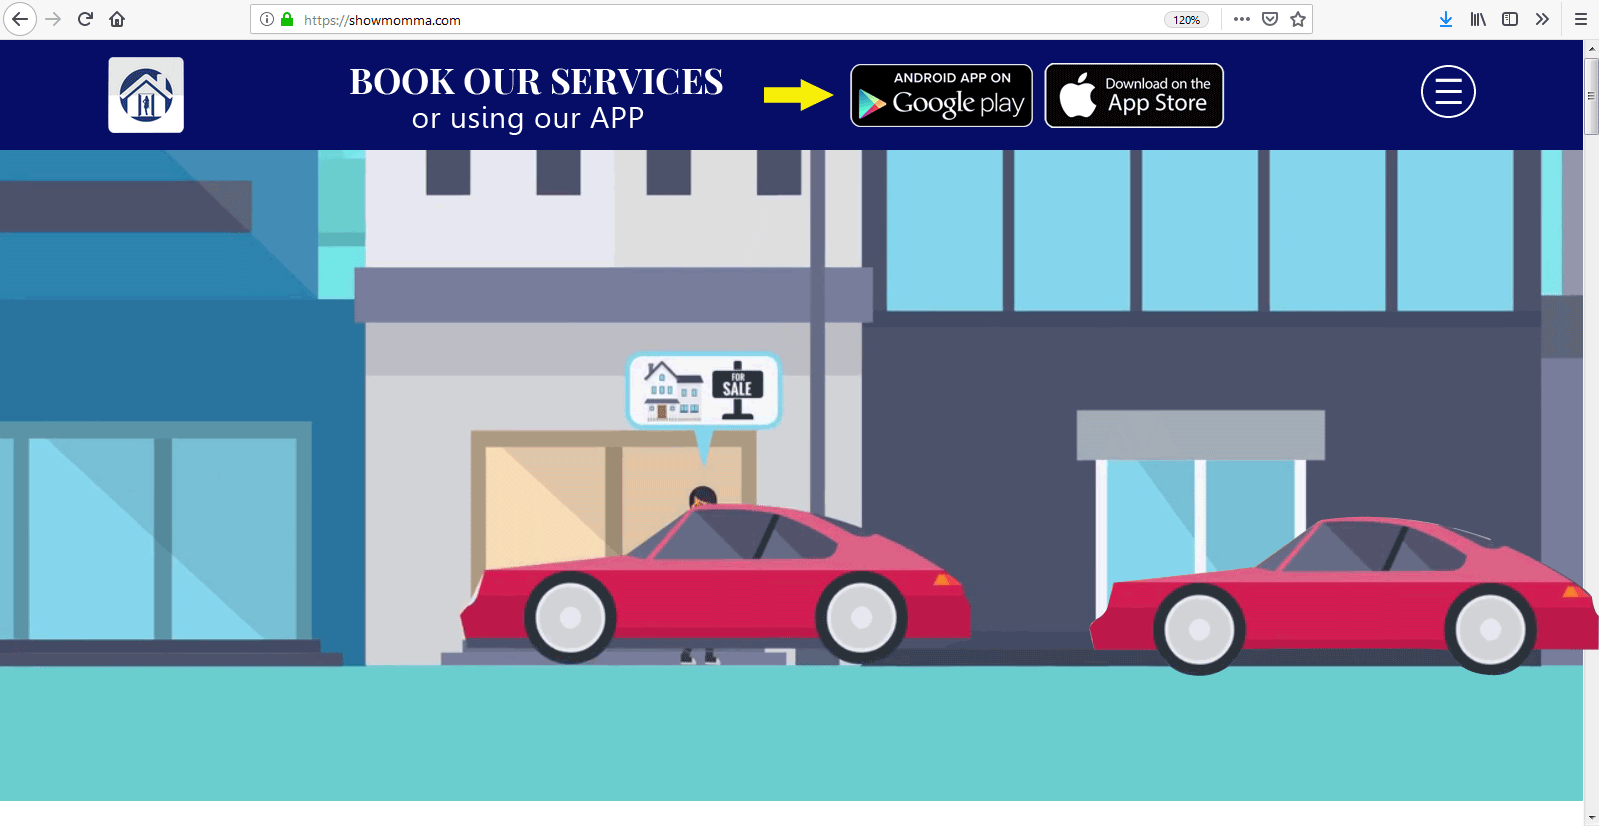 https://showmomma.com
120%
BOOK OUR SERVICES
or using our APP
ANDROID APP ON
Google play
Download on the
App Store
FOR
SALE